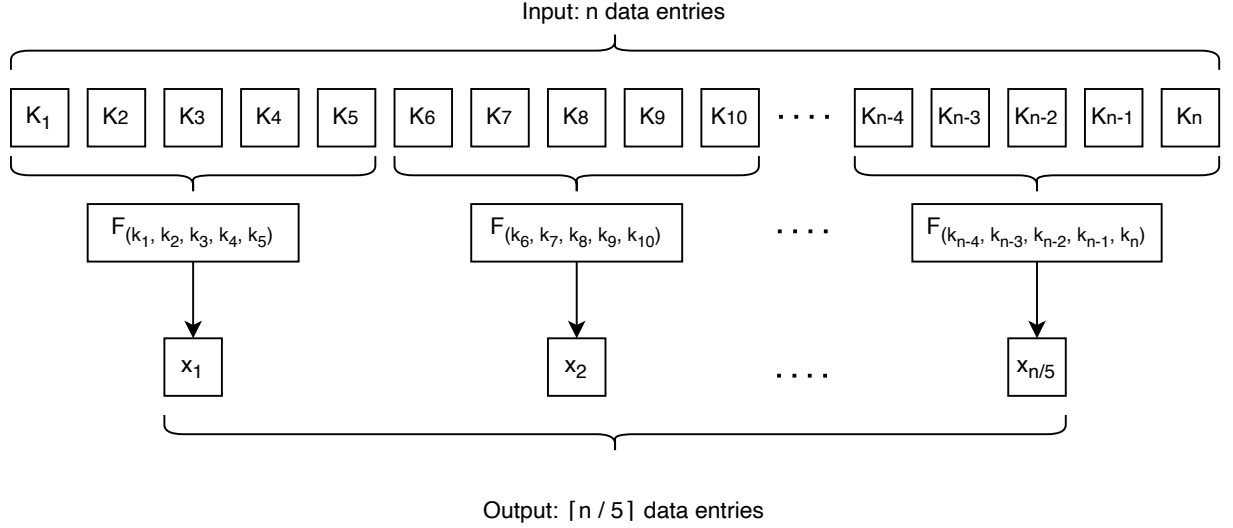 Input: n data entries
K1 K2 K3 K4 K5 K6 K7 K8 K9 K10 . . . . Kn-4 Kn-3 Kn-2 Kn-1 Kn
F(k1, k2, k3, k4, k5) F(k6, k7, k8, k9, k10) . . . . F(kn-4, kn-3, kn-2, kn-1, kn)
x1 x2 . . . . xn/5
Output: ⌈n / 5⌉ data entries